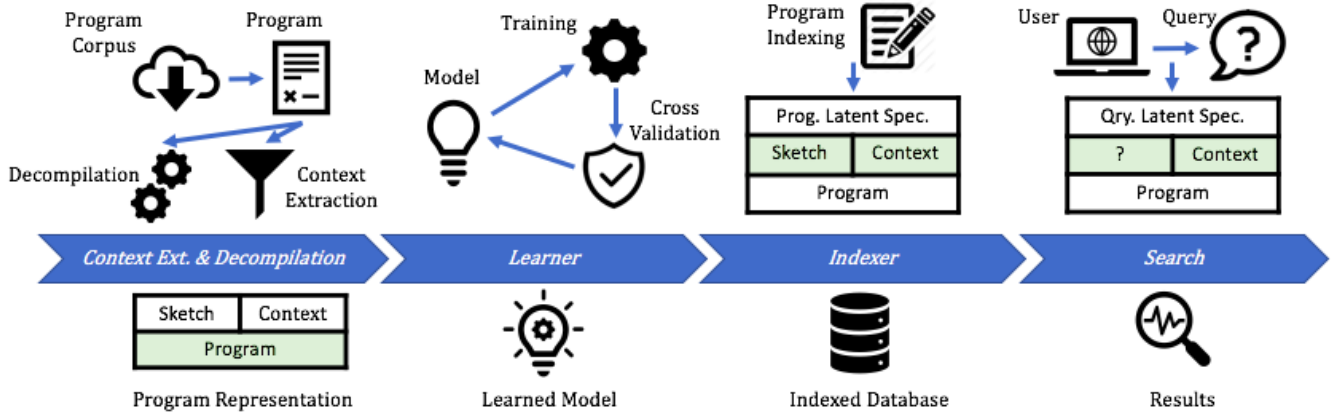 Program
Corpus
Program
Decompilation
Context
Extraction
Training
Model
Cross
Validation
Program
Indexing
Prog. Latent Spec.
Sketch
Context
Program
User
Query
?
Qry. Latent Spec.
?
Context
Program
Context Ext. & Decompilation
Learner
Indexer
Search
Sketch
Context
Program
Program Representation
Learned Model
Indexed Database
Results